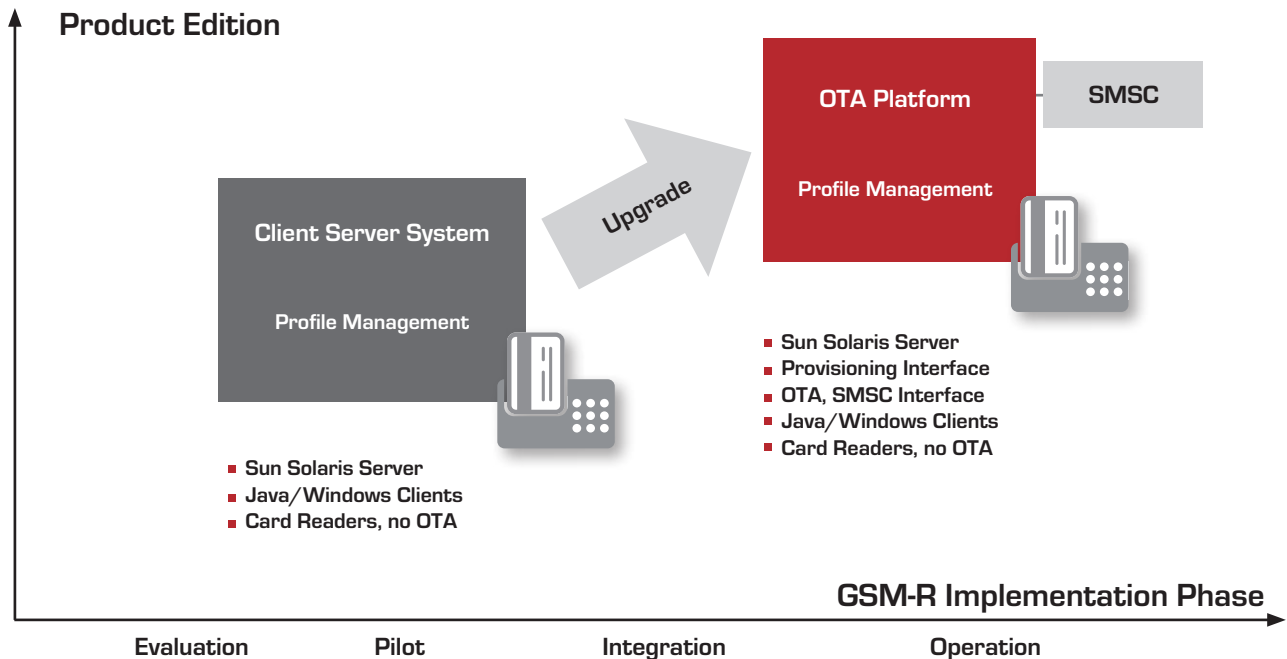 Product Edition
OTA Platform
SMSC
Profile Management
Upgrade
Client Server System
Profile Management
Sun Solaris Server
Provisioning Interface
OTA, SMSC Interface
Java/Windows Clients
Card Readers, no OTA
Sun Solaris Server
Java/Windows Clients
Card Readers, no OTA
GSM-R Implementation Phase
Evaluation
Pilot
Integration
Operation